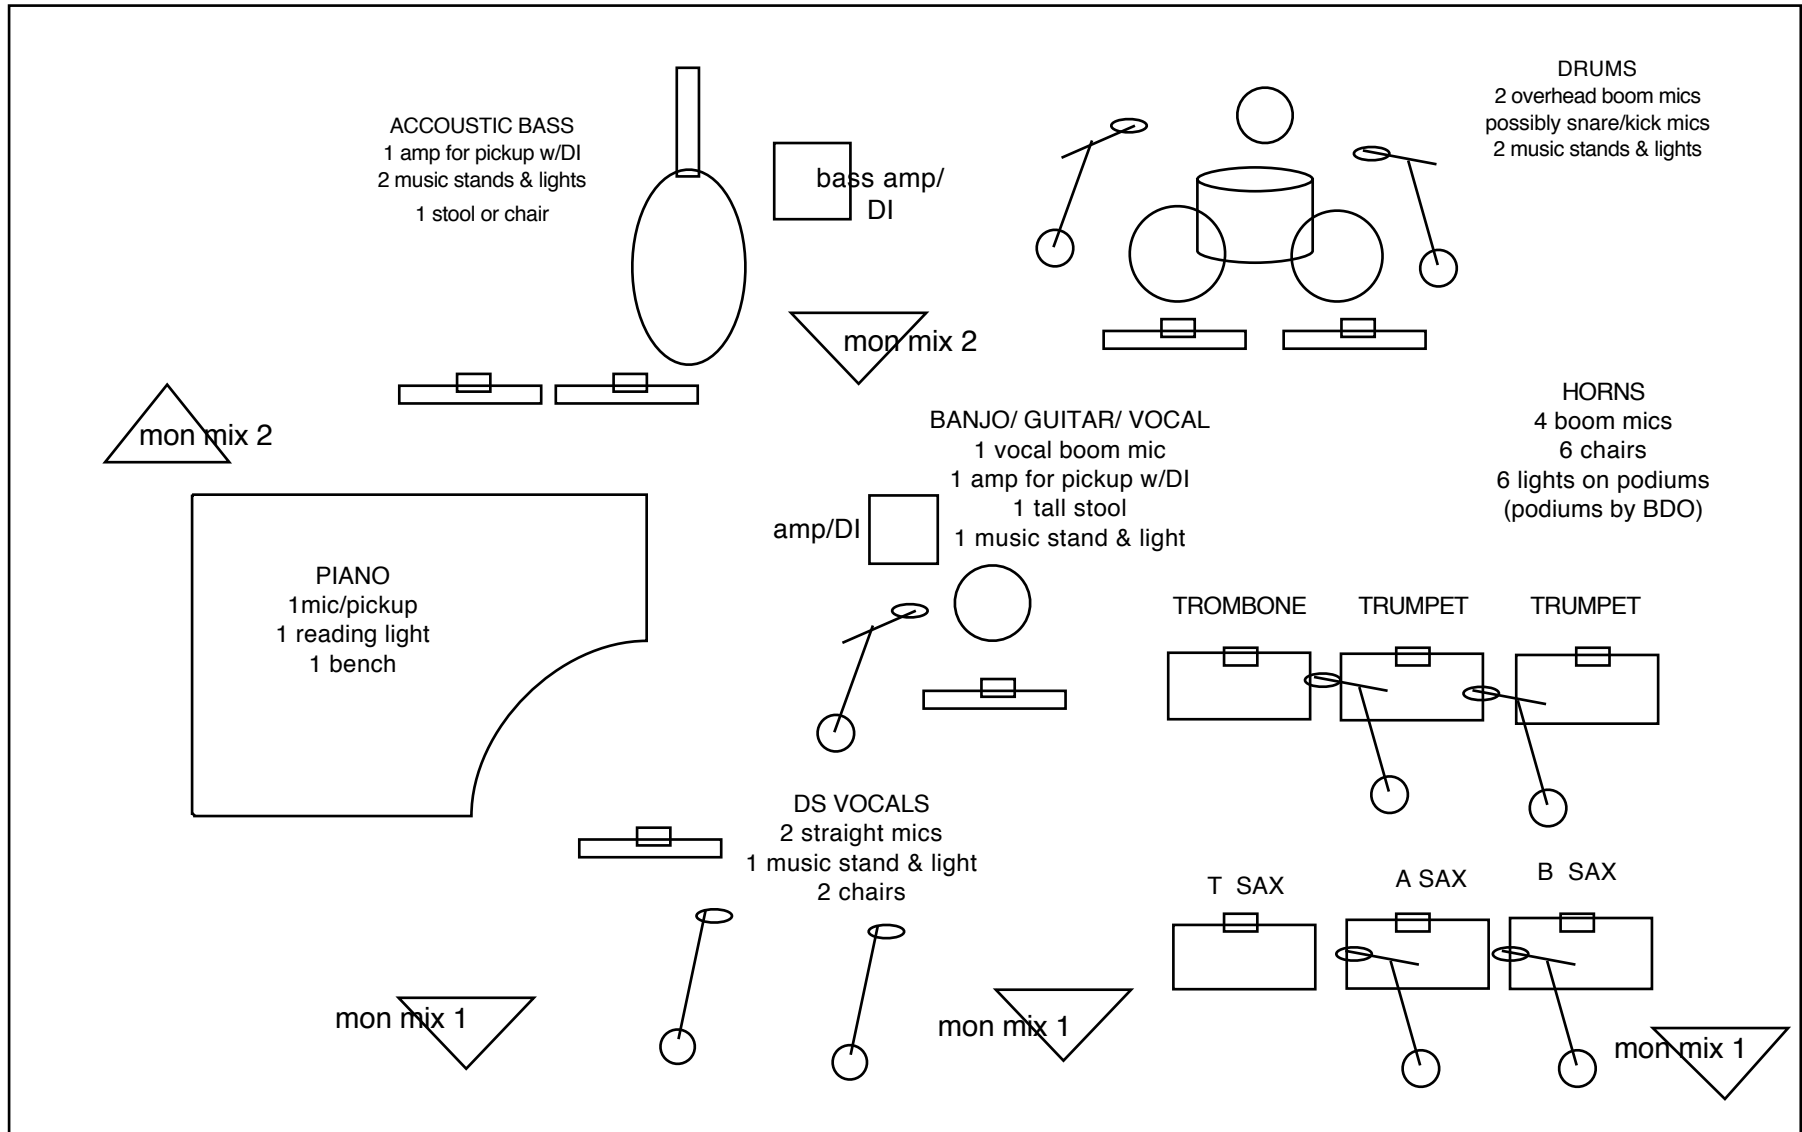 DRUMS
2 overhead boom mics
possibly snare/kick mics
2 music stands & lights
ACCOUSTIC BASS
1 amp for pickup w/DI
2 music stands & lights
1 stool or chair
bass amp/
DI
mon mix 2
mon mix 2
BANJO/ GUITAR/ VOCAL
1 vocal boom mic
1 amp for pickup w/DI
1 tall stool
1 music stand & light
amp/DI
HORNS
4 boom mics
6 chairs
6 lights on podiums
(podiums by BDO)
PIANO
1mic/pickup
1 reading light
1 bench
TROMBONE
TRUMPET
TRUMPET
DS VOCALS
2 straight mics
1 music stand & light
2 chairs
T SAX
A SAX
B SAX
mon mix 1
mon mix 1
mon mix 1